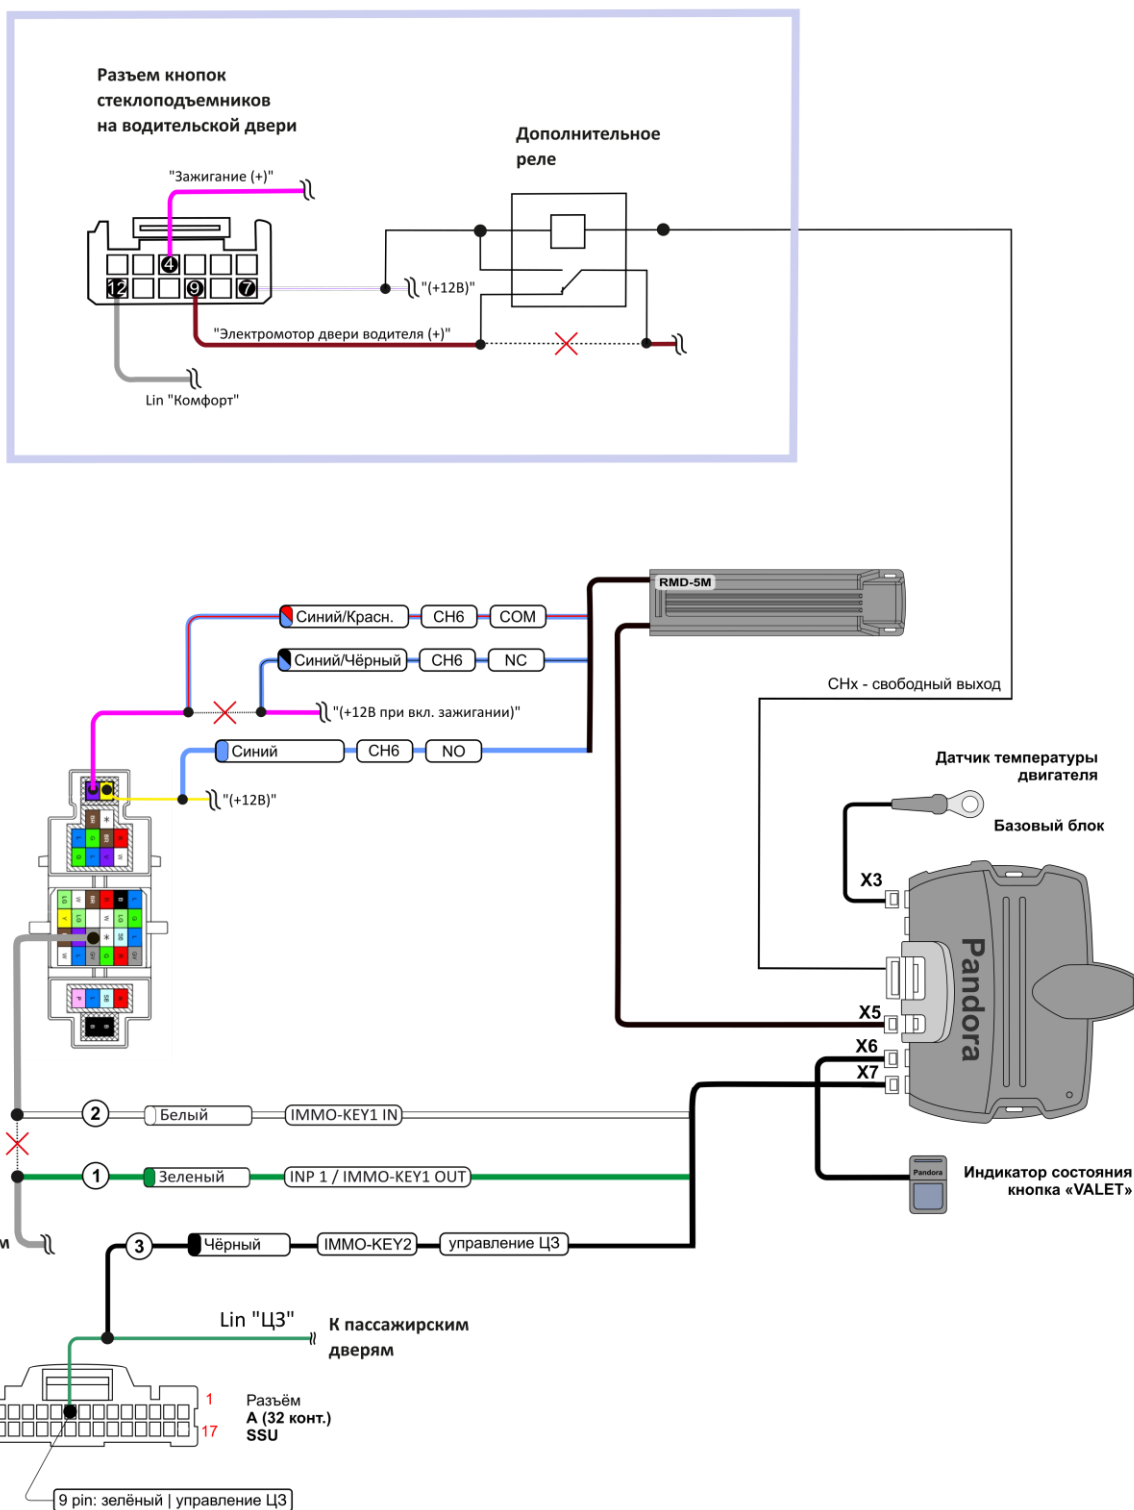 Разъем кнопок
стеклоподъемников
на водительской двери
Дополнительное
реле
"Зажигание (+)"
4
12
9
7
"(+12В)"
"Электромотор двери водителя (+)"
Lin "Комфорт"
RMD-5M
Синий/Красн.
CH6
COM
Синий/Чёрный
CH6
NC
CHx - свободный выход
"(+12В при вкл. зажигании)"
Синий
CH6
NO
"(+12В)"
Датчик температуры
двигателя
Базовый блок
X3
Pandora
X5
X6
X7
2
Белый
IMMO-KEY1 IN
1
Зеленый
INP 1 / IMMO-KEY1 OUT
Pandora
Индикатор состояния
кнопка «VALET»
м
3
Чёрный
IMMO-KEY2
управление ЦЗ
Lin "ЦЗ"
К пассажирским
дверям
1
17
Разъём
А (32 конт.)
SSU
9 pin: зелёный | управление ЦЗ